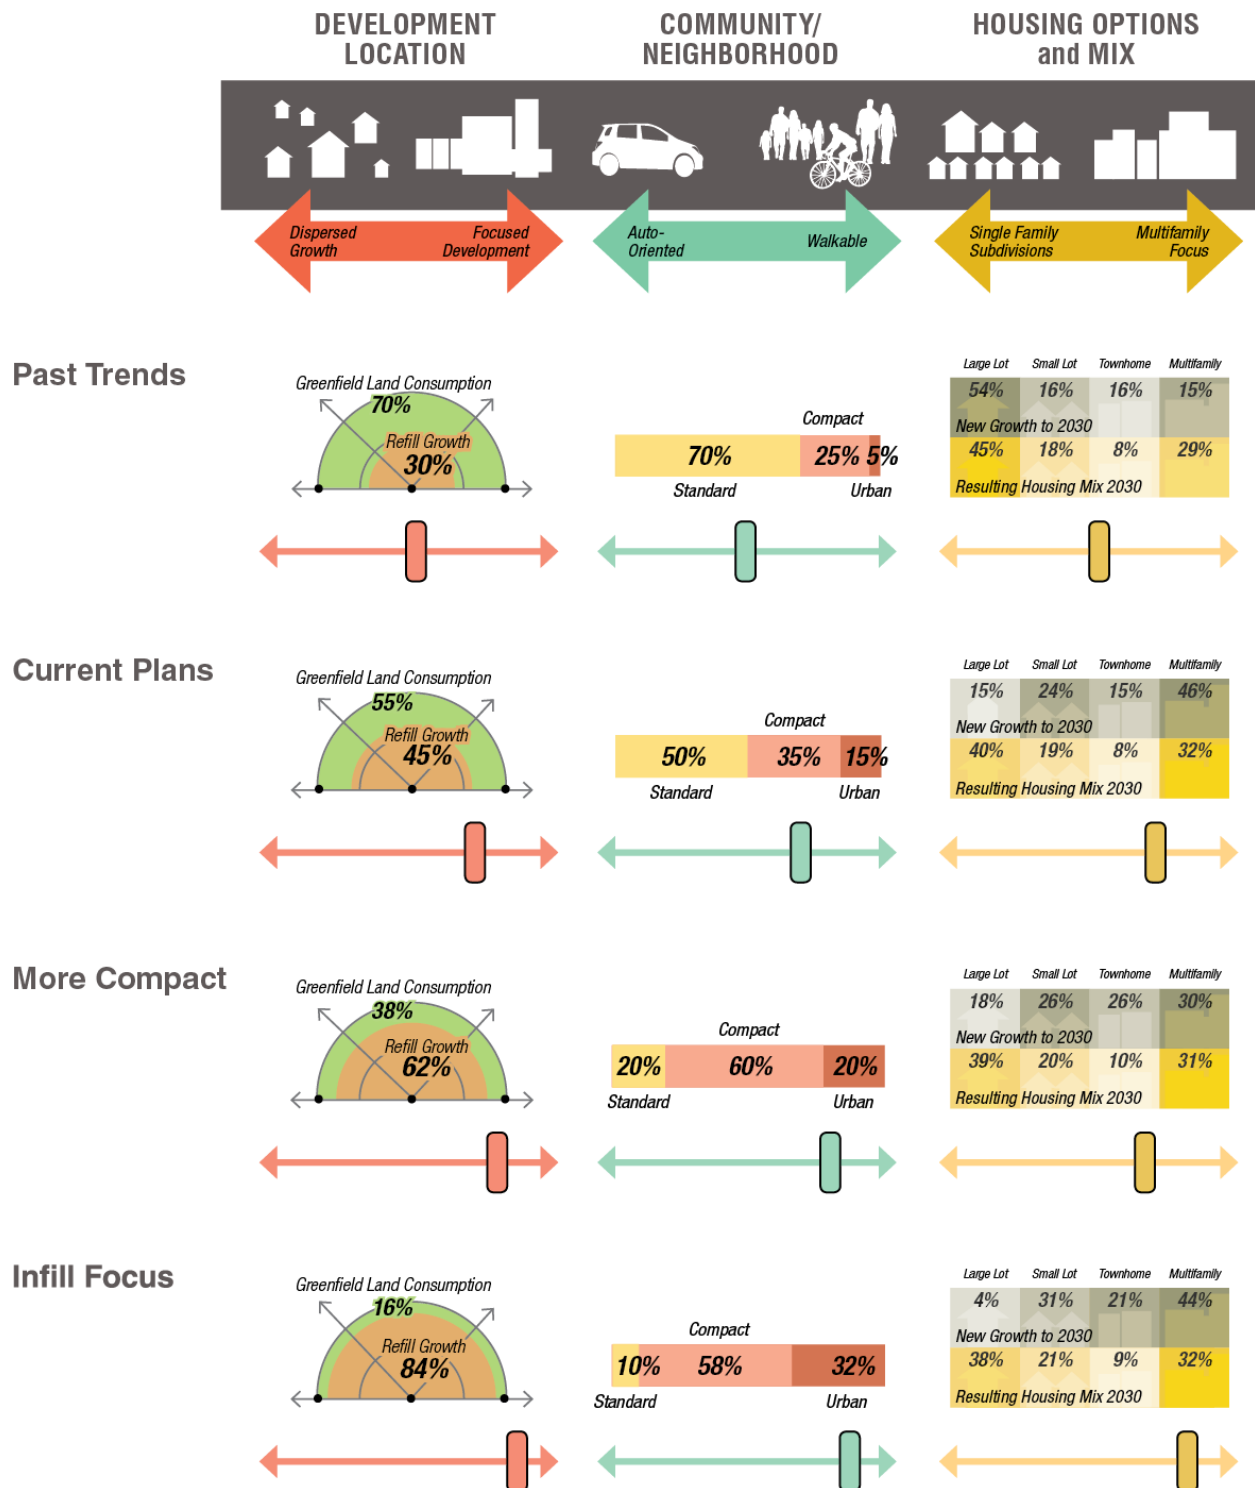 DEVELOPMENT
LOCATION
COMMUNITY/
NEIGHBORHOOD
HOUSING OPTIONS
and MIX
Dispersed
Growth
Focused
Development
Auto-
Oriented
Walkable
Single Family
Subdivisions
Multifamily
Focus
Past Trends
Greenfield Land Consumption
70%
Refill Growth
30%
Compact
70%
25%
5%
Standard
Urban
Large Lot
Small Lot
Townhome
Multifamily
54%
16%
16%
15%
New Growth to 2030
45%
18%
8%
29%
Resulting Housing Mix 2030
Current Plans
Greenfield Land Consumption
55%
Refill Growth
45%
Compact
50%
35%
15%
Standard
Urban
Large Lot
Small Lot
Townhome
Multifamily
15%
24%
15%
46%
New Growth to 2030
40%
19%
8%
32%
Resulting Housing Mix 2030
More Compact
Greenfield Land Consumption
38%
Refill Growth
62%
Compact
20%
60%
20%
Standard
Urban
Large Lot
Small Lot
Townhome
Multifamily
18%
26%
26%
30%
New Growth to 2030
39%
20%
10%
31%
Resulting Housing Mix 2030
Infill Focus
Greenfield Land Consumption
16%
Refill Growth
84%
Compact
10%
58%
32%
Standard
Urban
Large Lot
Small Lot
Townhome
Multifamily
4%
31%
21%
44%
New Growth to 2030
38%
21%
9%
32%
Resulting Housing Mix 2030